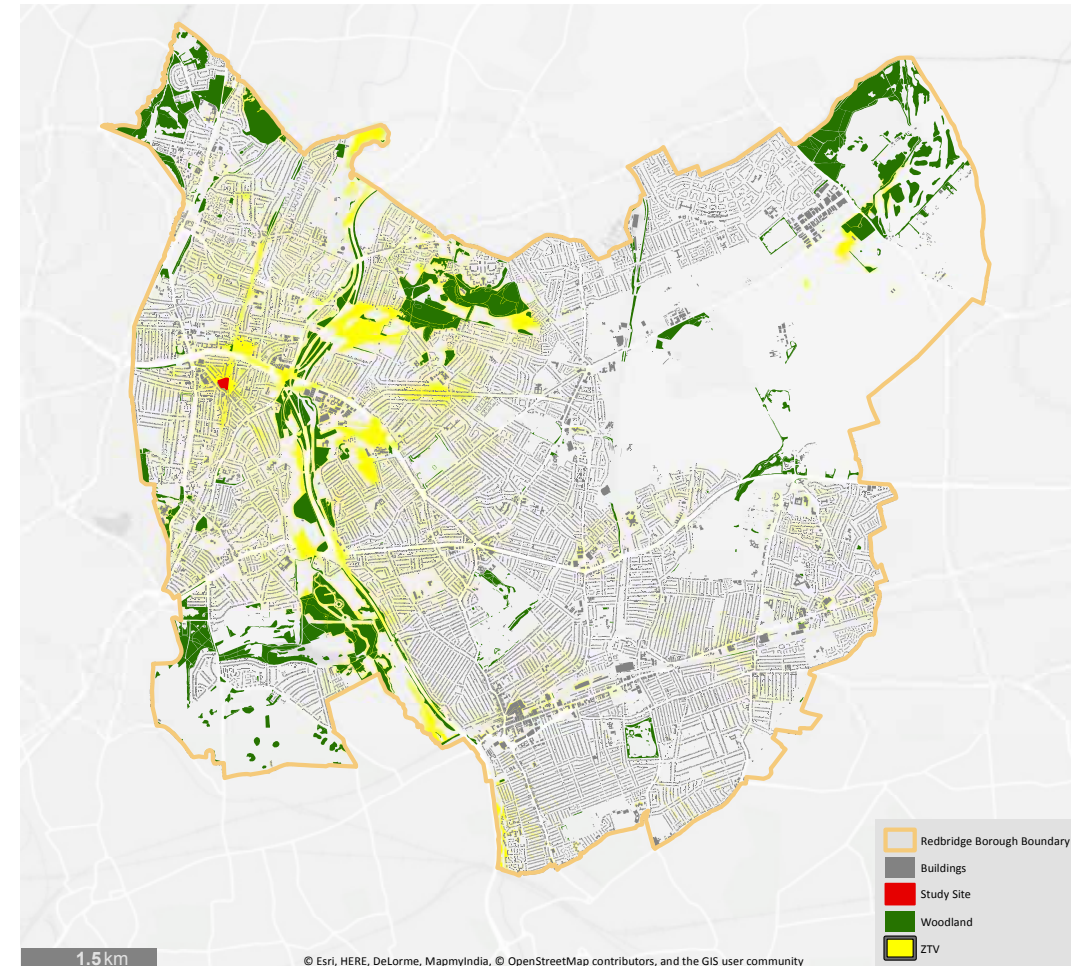 Redbridge Borough Boundary
Buildings
Study Site
Woodland
ZTV
1.5 km
© Esri, HERE, DeLorme, MapmyIndia, © OpenStreetMap contributors, and the GIS user community